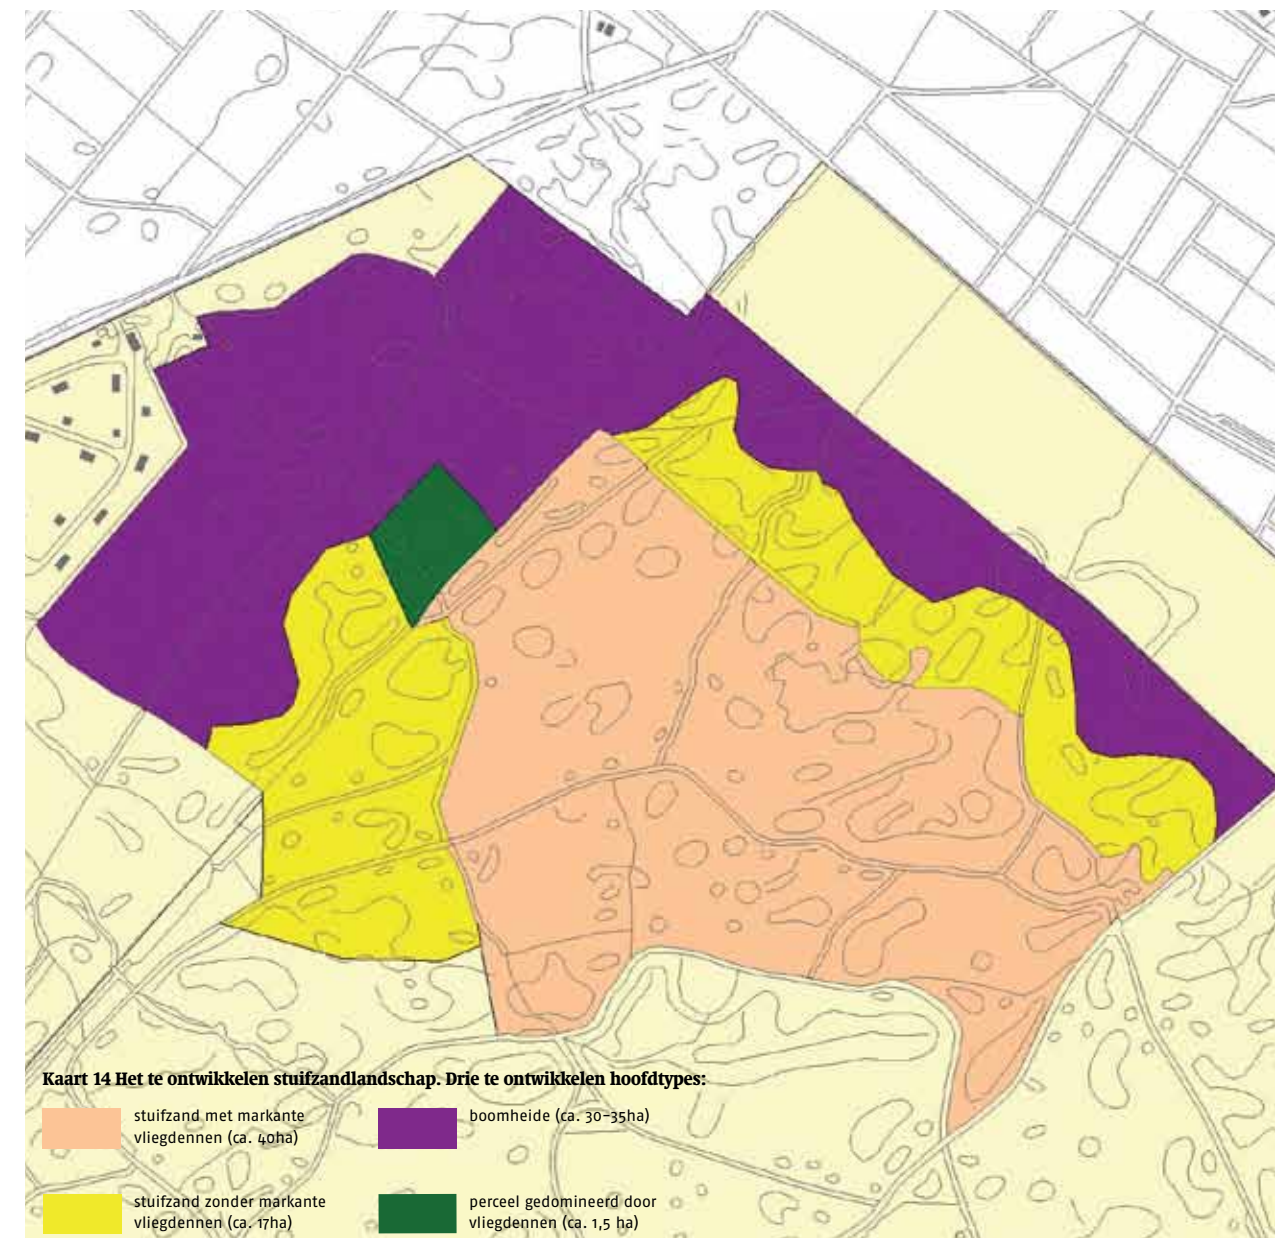 Kaart 14 Het te ontwikkelen stuifzandlandschap. Drie te ontwikkelen hoofdtypes:
stuifzand met markante
vliegdennen (ca. 40ha)
boomheide (ca. 30-35ha)
stuifzand zonder markante
vliegdennen (ca. 17ha)
perceel gedomineerd door
vliegdennen (ca. 1,5 ha)